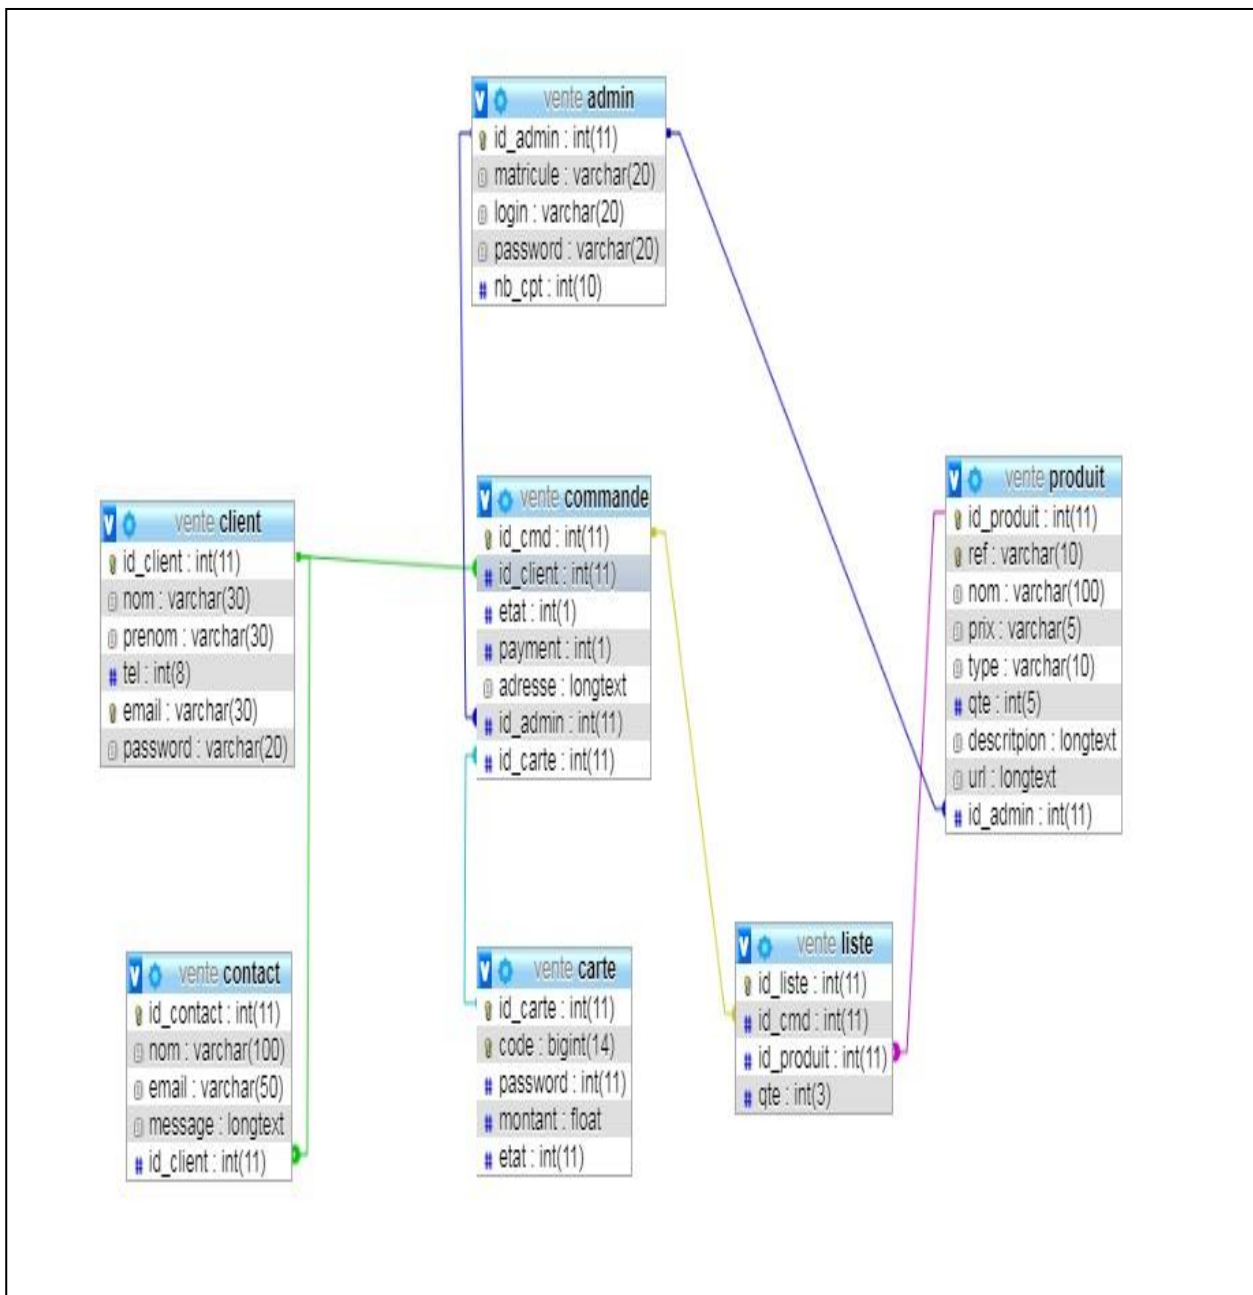 vente admin
id_admin : int(11)
matricule : varchar(20)
login : varchar(20)
password : varchar(20)
nb_cpt : int(10)
vente client
id_client : int(11)
nom : varchar(30)
prenom : varchar(30)
tel : int(8)
email : varchar(30)
password : varchar(20)
vente commande
id_cmd : int(11)
id_client : int(11)
etat : int(1)
payment : int(1)
adresse : longtext
id_admin : int(11)
id_carte : int(11)
vente produit
id_produit : int(11)
ref : varchar(10)
nom : varchar(100)
prix : varchar(5)
type : varchar(10)
qte : int(5)
descritpion : longtext
url : longtext
id_admin : int(11)
vente contact
id_contact : int(11)
nom : varchar(100)
email : varchar(50)
message : longtext
id_client : int(11)
vente carte
id_carte : int(11)
code : bigint(14)
password : int(11)
montant : float
etat : int(11)
vente liste
id_liste : int(11)
id_cmd : int(11)
id_produit : int(11)
qte : int(3)